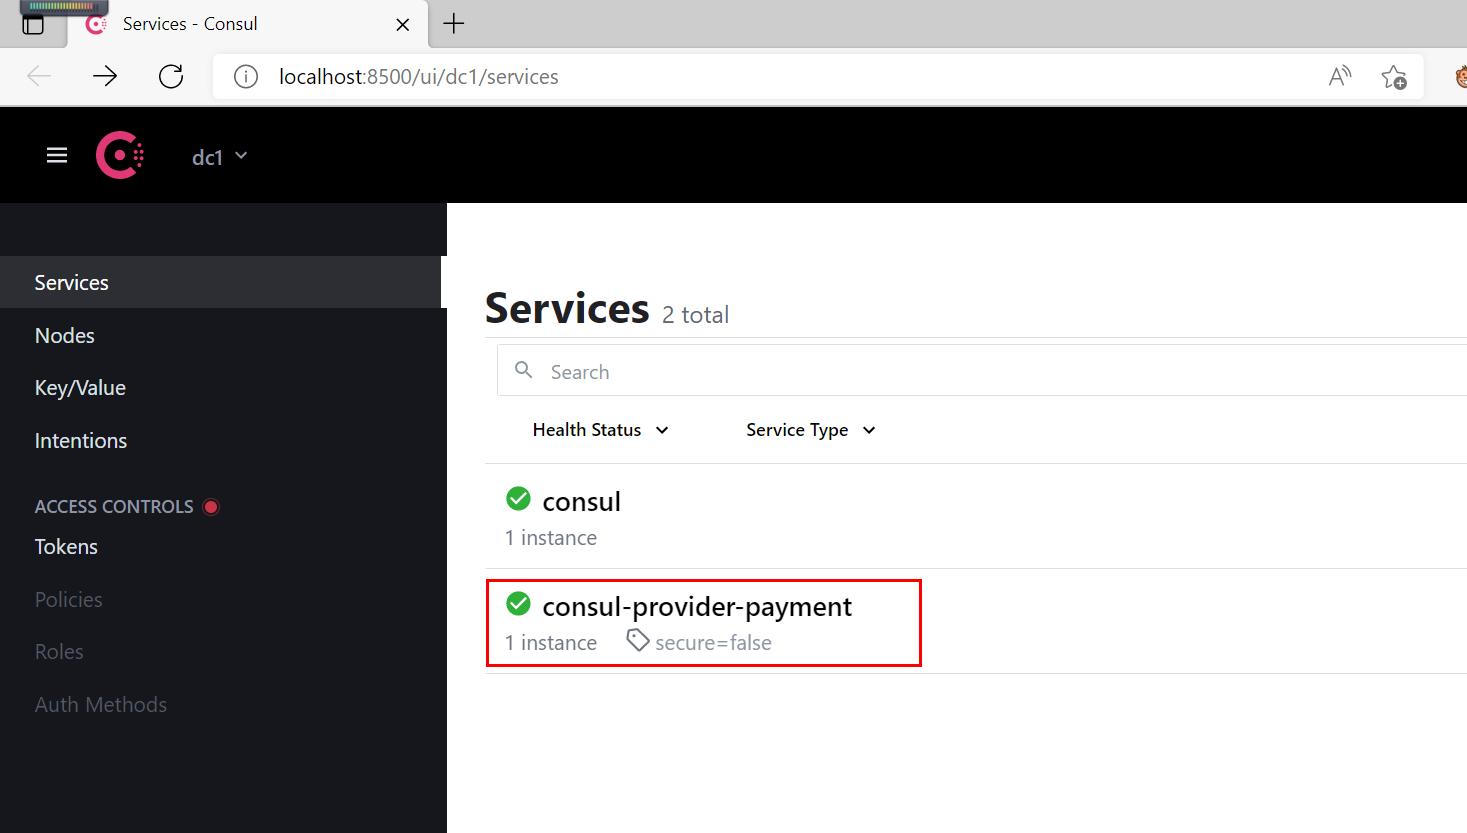 Services - Consul
localhost:8500/ui/dc1/services
dc1
Services
Nodes
Key/Value
Intentions
ACCESS CONTROLS
Tokens
Policies
Roles
Auth Methods
Services 2 total
Search
Health Status Service Type
consul
1 instance
consul-provider-payment
1 instance secure=false